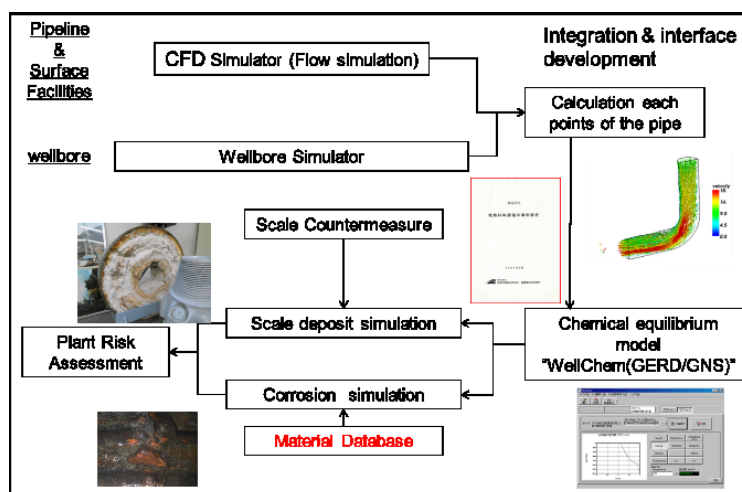 Pipeline
&
Surface
Facilities
CFD Simulator (Flow simulation)
Integration & interface
development
Calculation each
points of the pipe
wellbore
Wellbore Simulator
velocity
Scale Countermeasure
Scale deposit simulation
Plant Risk
Assessment
Chemical equilibrium
model
"WellChem(GERD/GNS)"
Corrosion simulation
Material Database